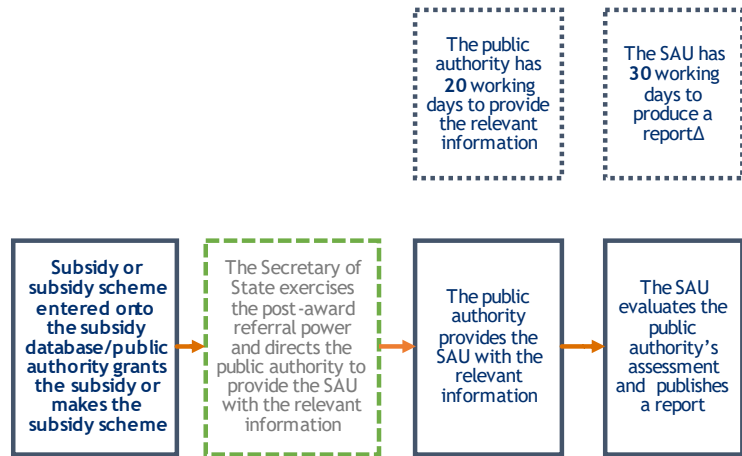 The public
authority has
20 working
days to provide
the relevant
information
The SAU has
30 working
days to
produce a
reportΔ
Subsidy or
subsidy scheme
entered onto
the subsidy
database/public
authority grants
the subsidy or
makes the
subsidy scheme
The Secretary of
State exercises
the post-award
referral power
and directs the
public authority to
provide the SAU
with the relevant
information
The public
authority
provides the
SAU with the
relevant
information
The SAU
evaluates the
public
authority's
assessment
and publishes
a report